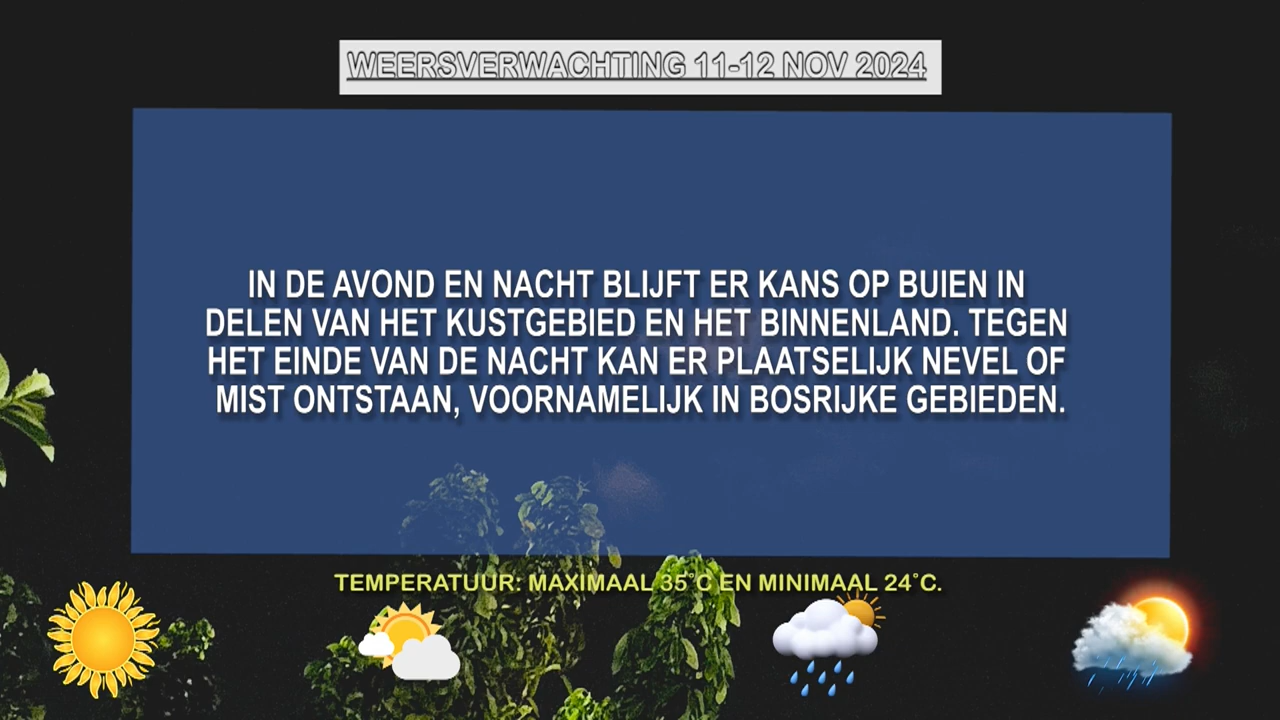 WEERSVERWACHTING 11-12 NOV 2024
IN DE AVOND EN NACHT BLIJFT ER KANS OP BUIEN IN
DELEN VAN HET KUSTGEBIED EN HET BINNENLAND. TEGEN
HET EINDE VAN DE NACHT KAN ER PLAATSELIJK NEVEL OF
MIST ONTSTAAN, VOORNAMELIJK IN BOSRIJKE GEBIEDEN.
TEMPERATUUR: MAXIMAAL 35°C EN MINIMAAL 24°C.